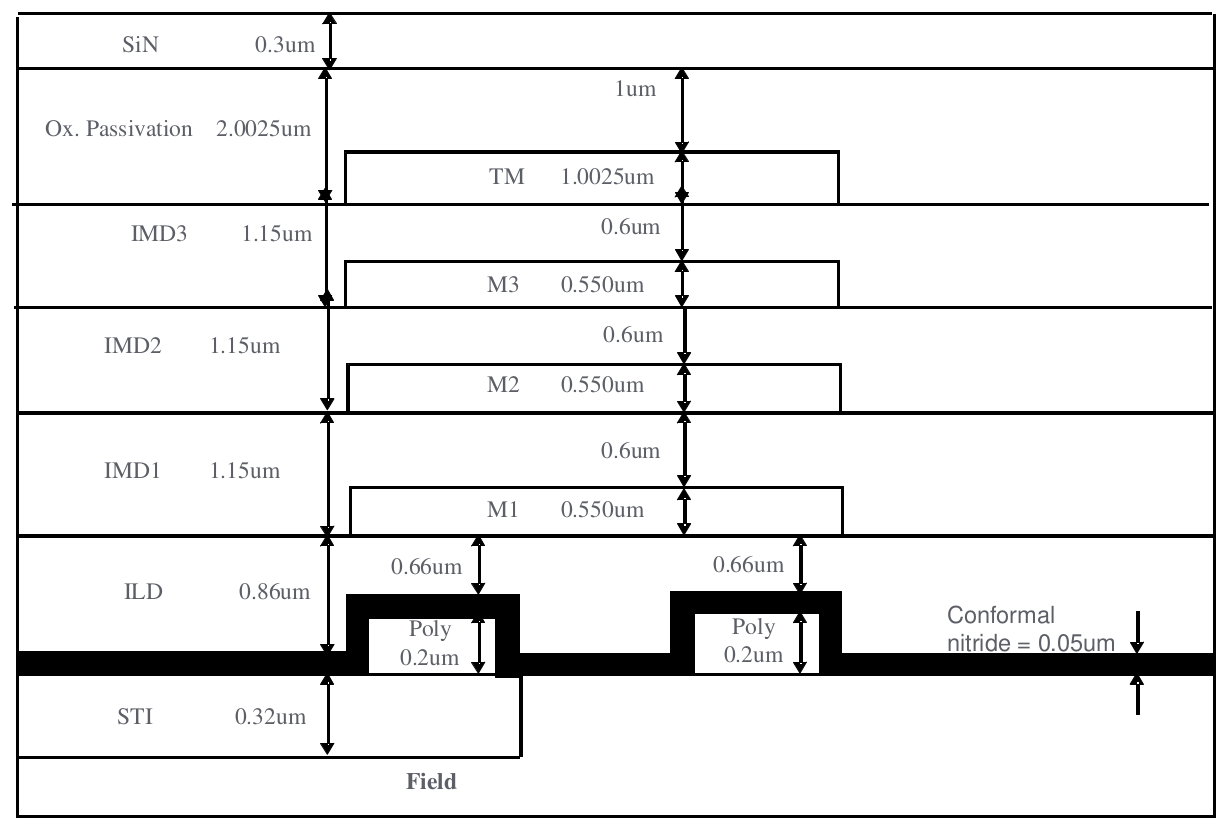 SiN 0.3um
1um
Ox. Passivation 2.0025um
TM 1.0025um
IMD3 1.15um
0.6um
M3 0.550um
IMD2 1.15um
0.6um
M2 0.550um
0.6um
IMD1 1.15um
M1 0.550um
0.66um
0.66um
ILD 0.86um
Poly
0.2um
Poly
0.2um
Conformal
nitride = 0.05um
STI 0.32um
Field